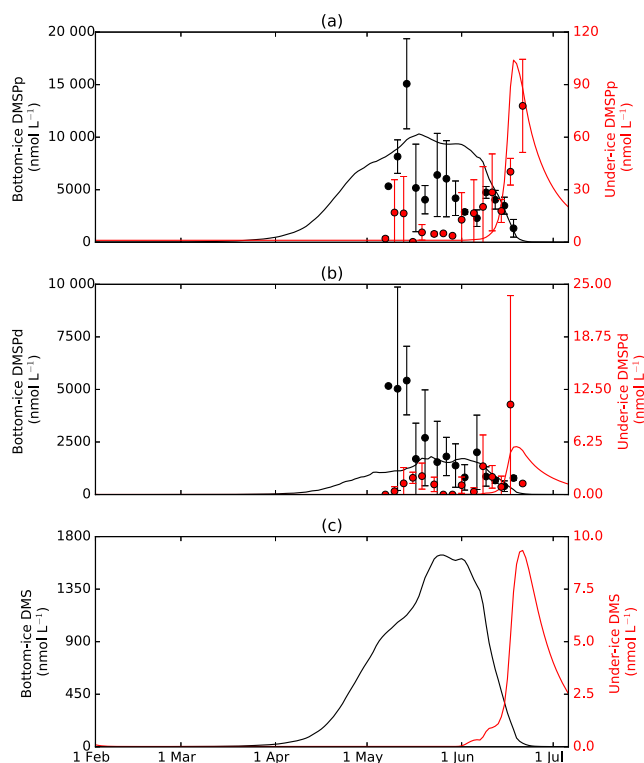 (a)
20 000
15 000
10 000
5000
0
Bottom-ice DMSPp
(nmol L⁻¹)
120
90
60
30
0
Under-ice DMSPp
(nmol L⁻¹)
(b)
10 000
7500
5000
2500
0
Bottom-ice DMSPd
(nmol L⁻¹)
25.00
18.75
12.50
6.25
0.00
Under-ice DMSPd
(nmol L⁻¹)
(c)
1800
1350
900
450
0
Bottom-ice DMS
(nmol L⁻¹)
10.0
7.5
5.0
2.5
0.0
Under-ice DMS
(nmol L⁻¹)
1 Feb 1 Mar 1 Apr 1 May 1 Jun 1 Jul